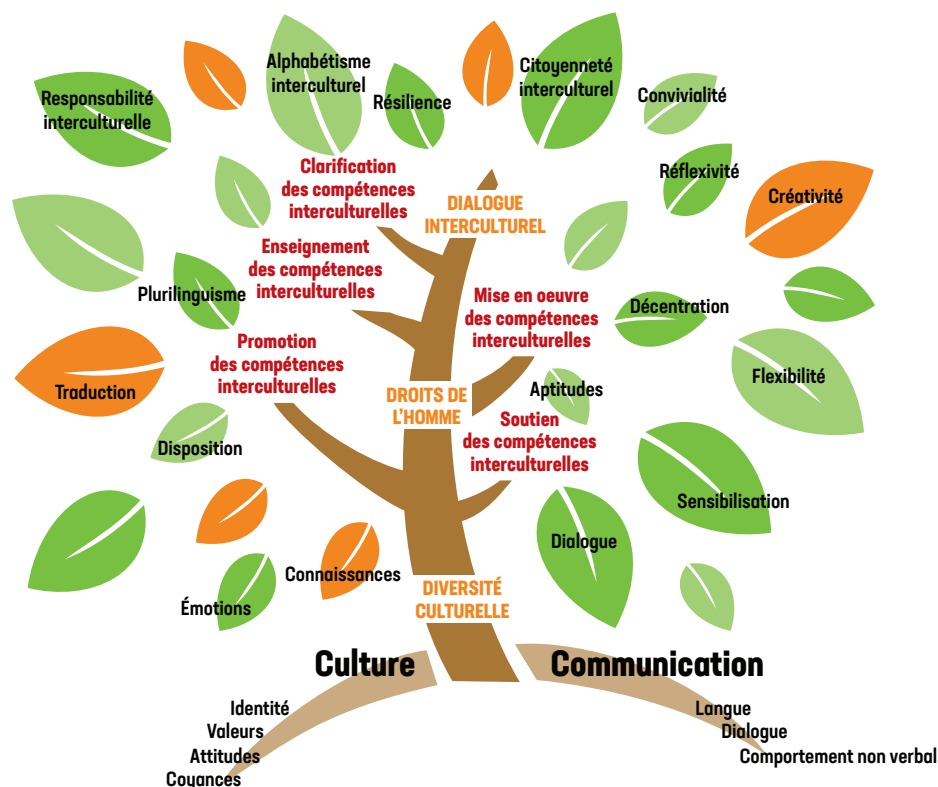 Alphabétisme
interculturel
Citoyenneté
interculturel
Responsabilité
interculturelle
Résilience
Convivialité
Clarification
des compétences
interculturelles
Réflexivité
Créativité
DIALOGUE
INTERCULTUREL
Enseignement
des compétences
interculturelles
Plurilinguisme
Mise en oeuvre
des compétences
interculturelles
Décentration
Promotion
des compétences
interculturelles
Traduction
DROITS DE
L'HOMME
Aptitudes
Flexibilité
Soutien
des compétences
interculturelles
Disposition
Sensibilisation
Dialogue
Connaissances
Émotions
DIVERSITÉ
CULTURELLE
Culture
Communication
Identité
Valeurs
Attitudes
Coyances
Langue
Dialogue
Comportement non verbal